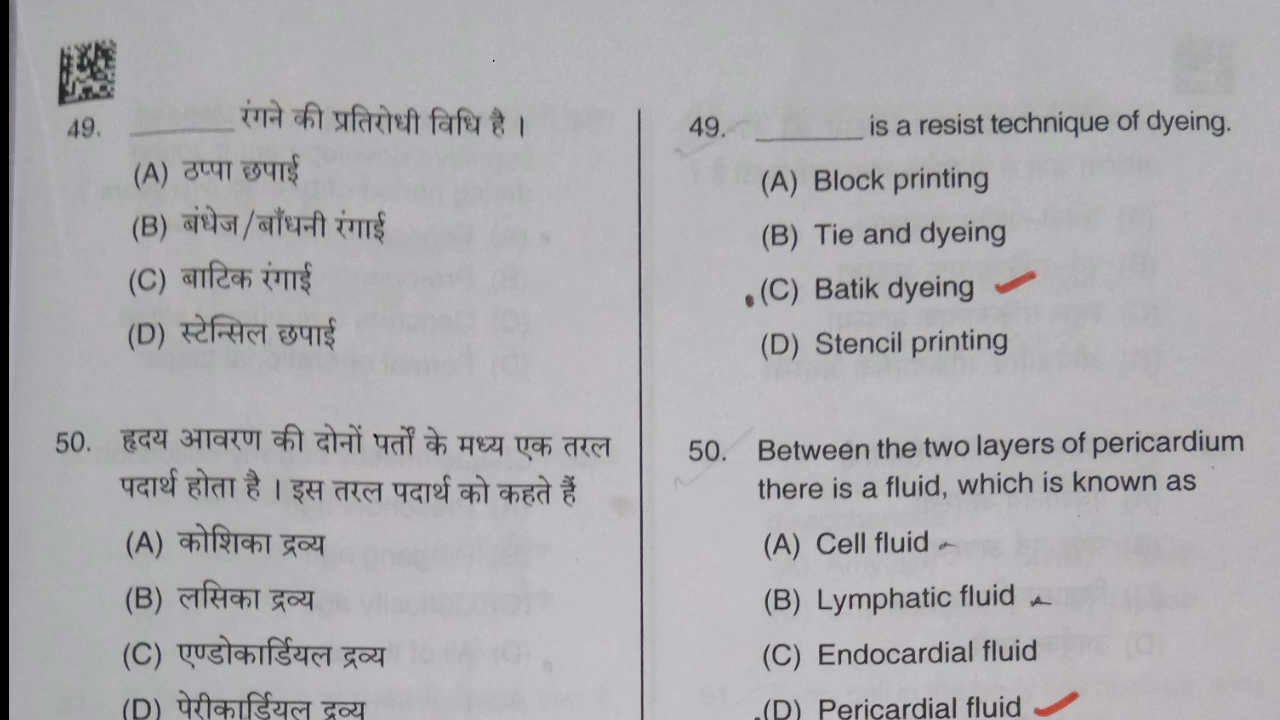 49. ________ रंगने की प्रतिरोधी विधि है ।
(A) ठप्पा छपाई
(B) बंधेज/बाँधनी रंगाई
(C) बाटिक रंगाई
(D) स्टेन्सिल छपाई
50. हृदय आवरण की दोनों पर्तों के मध्य एक तरल
पदार्थ होता है । इस तरल पदार्थ को कहते हैं
(A) कोशिका द्रव्य
(B) लसिका द्रव्य
(C) एण्डोकार्डियल द्रव्य
(D) पेरीकार्डियल द्रव्य
49. ________ is a resist technique of dyeing.
(A) Block printing
(B) Tie and dyeing
(C) Batik dyeing
(D) Stencil printing
50. Between the two layers of pericardium
there is a fluid, which is known as
(A) Cell fluid
(B) Lymphatic fluid
(C) Endocardial fluid
(D) Pericardial fluid